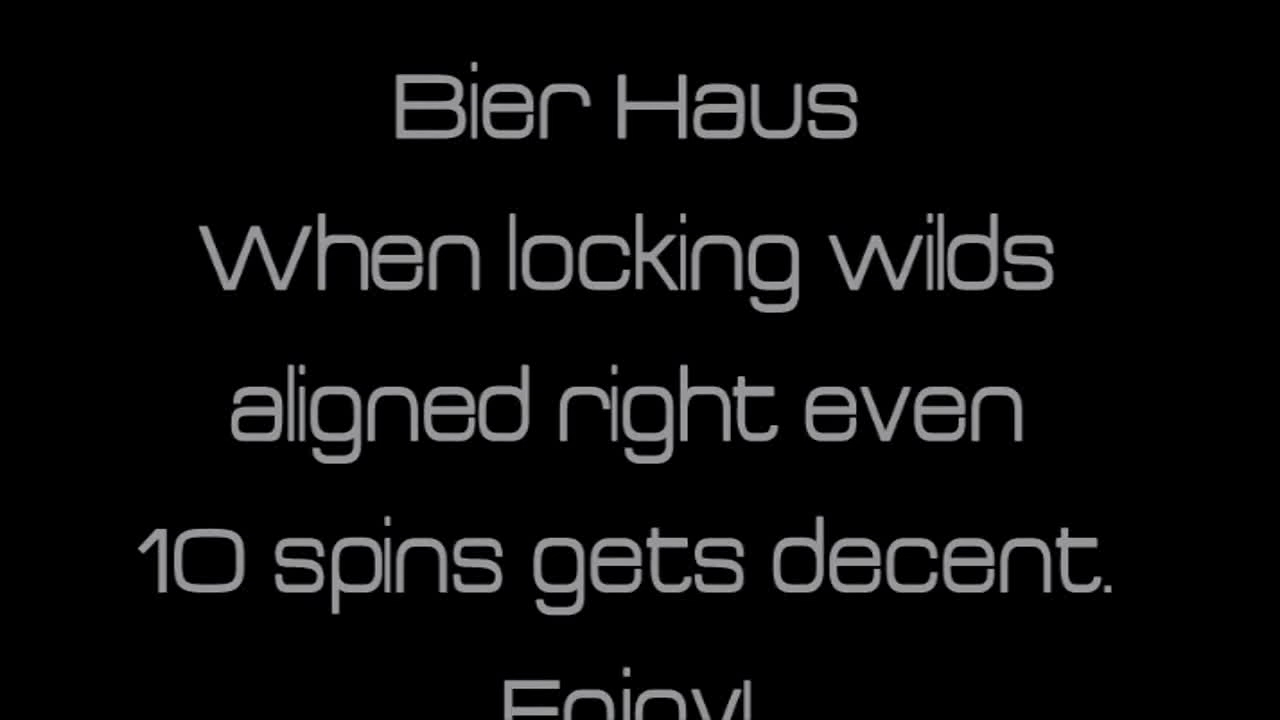 Bier Haus
When locking wilds
aligned right even
10 spins gets decent.
Enjoy!